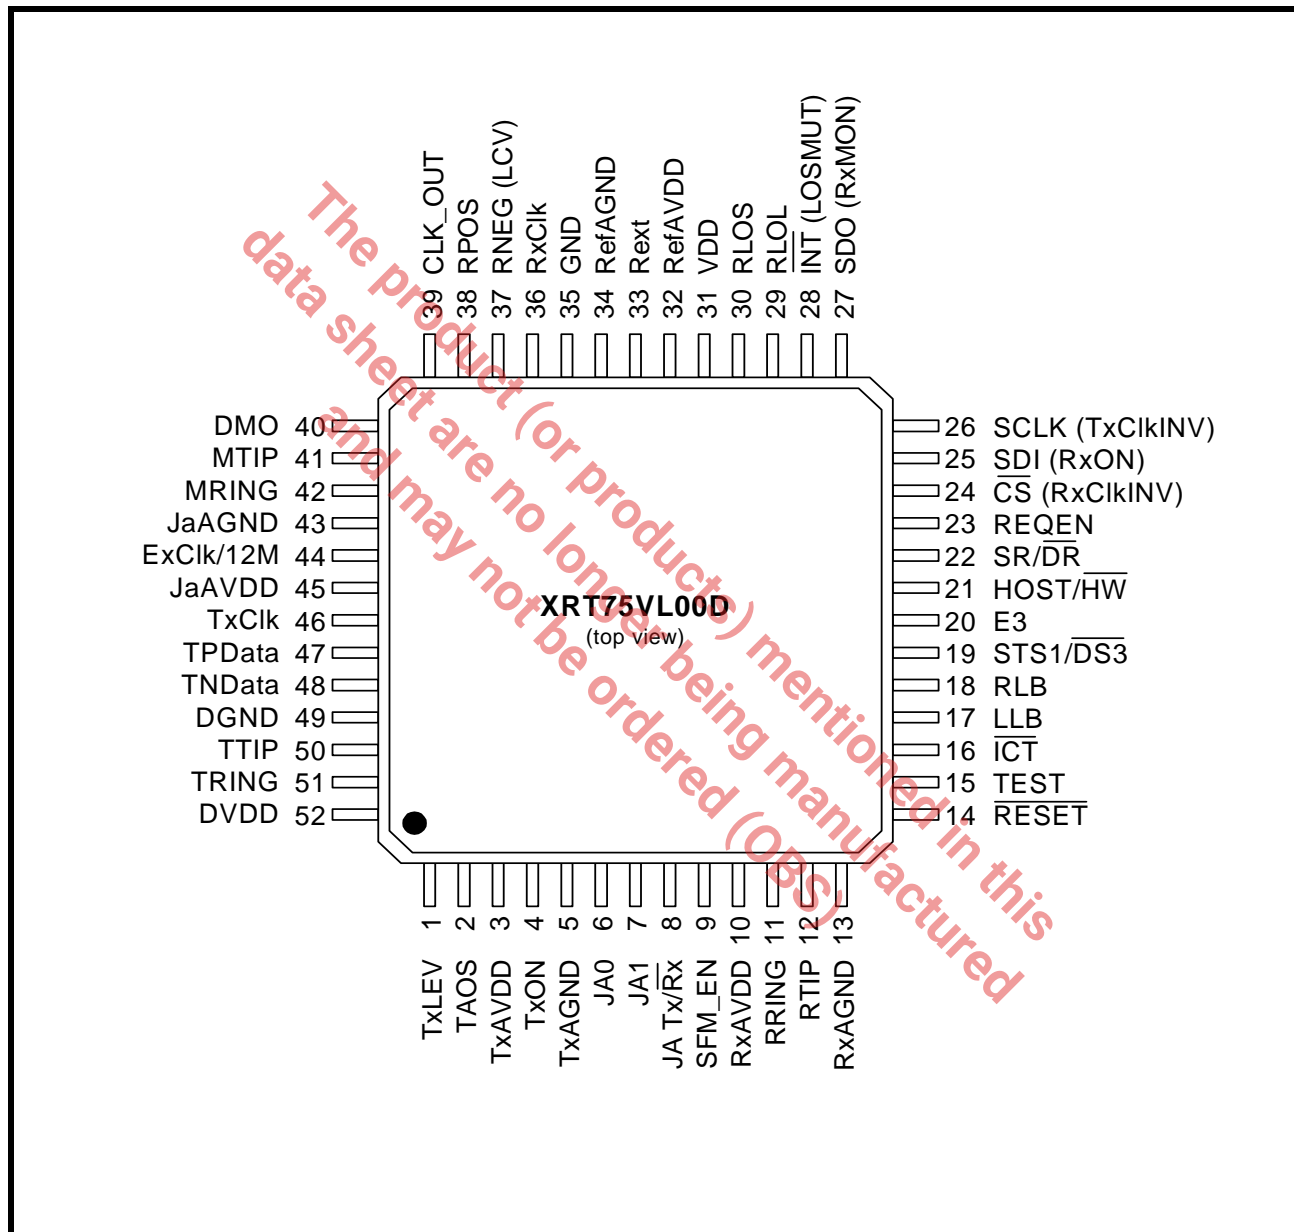 39 CLK_OUT
38 RPOS
37 RNEG (LCV)
36 RxClk
35 GND
34 RefAGND
33 Rext
32 RefAVDD
31 VDD
30 RLOS
29 RLOL
28 INT (LOSMUT)
27 SDO (RxMON)
DMO 40
MTIP 41
MRING 42
JaAGND 43
ExClk/12M 44
JaAVDD 45
TxClk 46
TPData 47
TNData 48
DGND 49
TTIP 50
TRING 51
DVDD 52
XRT75VL00D
(top view)
26 SCLK (TxClkINV)
25 SDI (RxON)
24 CS (RxClkINV)
23 REQEN
22 SR/DR
21 HOST/HW
20 E3
19 STS1/DS3
18 RLB
17 LLB
16 ICT
15 TEST
14 RESET
TxLEV 1
TAOS 2
TxAVDD 3
TxON 4
TxAGND 5
JA0 6
JA1 7
JA Tx/Rx 8
SFM_EN 9
RxAVDD 10
RRING 11
RTIP 12
RxAGND 13
The product (or products) mentioned in this
data sheet are no longer being manufactured
and may not be ordered (OBS)